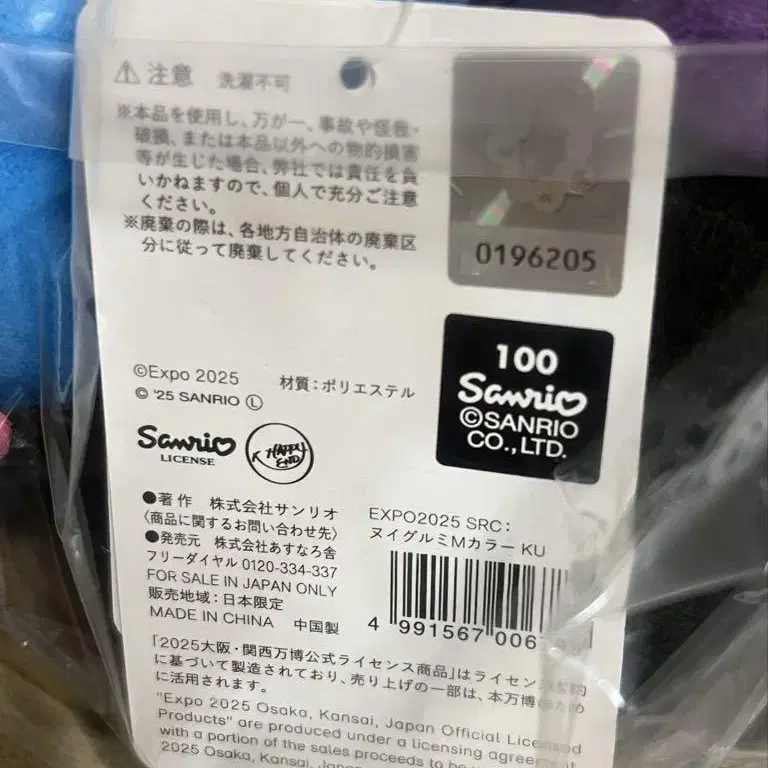 ⚠注意 洗濯不可
※本品を使用し、万が一、事故や怪我・
破損、または本品以外への物的損害
等が生じた場合、弊社では責任を負
いかねますので、個人で充分ご注意
ください。
※廃棄の際は、各地方自治体の廃棄区
分に従って廃棄してください。
0196205
100
Sanrio
©SANRIO
CO.,LTD.
©Expo 2025
© '25 SANRIO Ⓛ
材質:ポリエステル
Sanrio
LICENSE
HAPPY
END
●著作 株式会社サンリオ
〈商品に関するお問い合わせ先〉
●発売元 株式会社あすなろ舎
フリーダイヤル 0120-334-337
FOR SALE IN JAPAN ONLY
販売地域:日本限定
MADE IN CHINA 中国製
EXPO2025 SRC:
ヌイグルミMカラー KU
4 991567 006
「2025大阪・関西万博公式ライセンス商品」はライセンス契約
に基づいて製造されており、売り上げの一部は、本万博のために
に活用されます。
"Expo 2025 Osaka, Kansai, Japan Official Licensed
Products" are produced under a licensing agreement
with a portion of the sales proceeds to be
2025 Osaka, Kansai, Japan